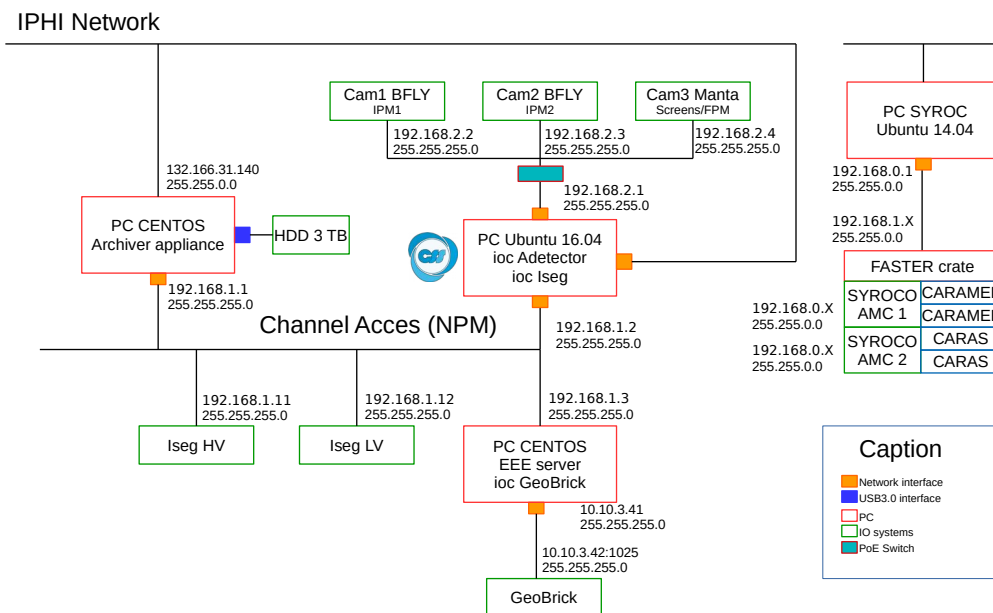 IPHI Network
Cam1 BFLY
IPM1
Cam2 BFLY
IPM2
Cam3 Manta
Screens/FPM
PC SYROC
Ubuntu 14.04
192.168.2.2
255.255.255.0
192.168.2.3
255.255.255.0
192.168.2.4
255.255.255.0
132.166.31.140
255.255.0.0
192.168.2.1
255.255.255.0
192.168.0.1
255.255.0.0
PC CENTOS
Archiver appliance
HDD 3 TB
CSS
PC Ubuntu 16.04
ioc Adetector
ioc Iseg
192.168.1.X
255.255.0.0
FASTER crate
192.168.1.1
255.255.255.0
SYROCO
AMC 1
CARAMEL
CARAMEL
192.168.0.X
255.255.0.0
Channel Acces (NPM)
192.168.1.2
255.255.255.0
SYROCO
AMC 2
CARAS
CARAS
192.168.0.X
255.255.0.0
192.168.1.11
255.255.255.0
192.168.1.12
255.255.255.0
192.168.1.3
255.255.255.0
Iseg HV
Iseg LV
PC CENTOS
EEE server
ioc GeoBrick
10.10.3.41
255.255.255.0
10.10.3.42:1025
255.255.255.0
GeoBrick
Caption
Network interface
USB3.0 interface
PC
IO systems
PoE Switch